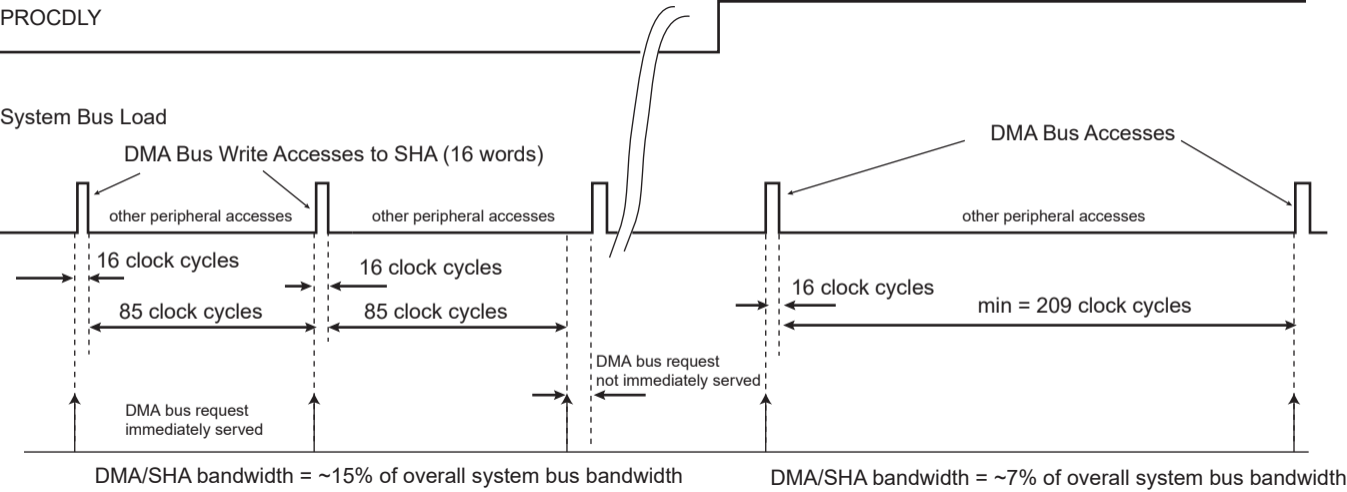 PROCDLY
System Bus Load
DMA Bus Write Accesses to SHA (16 words)
DMA Bus Accesses
other peripheral accesses
other peripheral accesses
other peripheral accesses
16 clock cycles
16 clock cycles
16 clock cycles
85 clock cycles
85 clock cycles
min = 209 clock cycles
DMA bus request
not immediately served
DMA bus request
immediately served
DMA/SHA bandwidth = ~15% of overall system bus bandwidth
DMA/SHA bandwidth = ~7% of overall system bus bandwidth